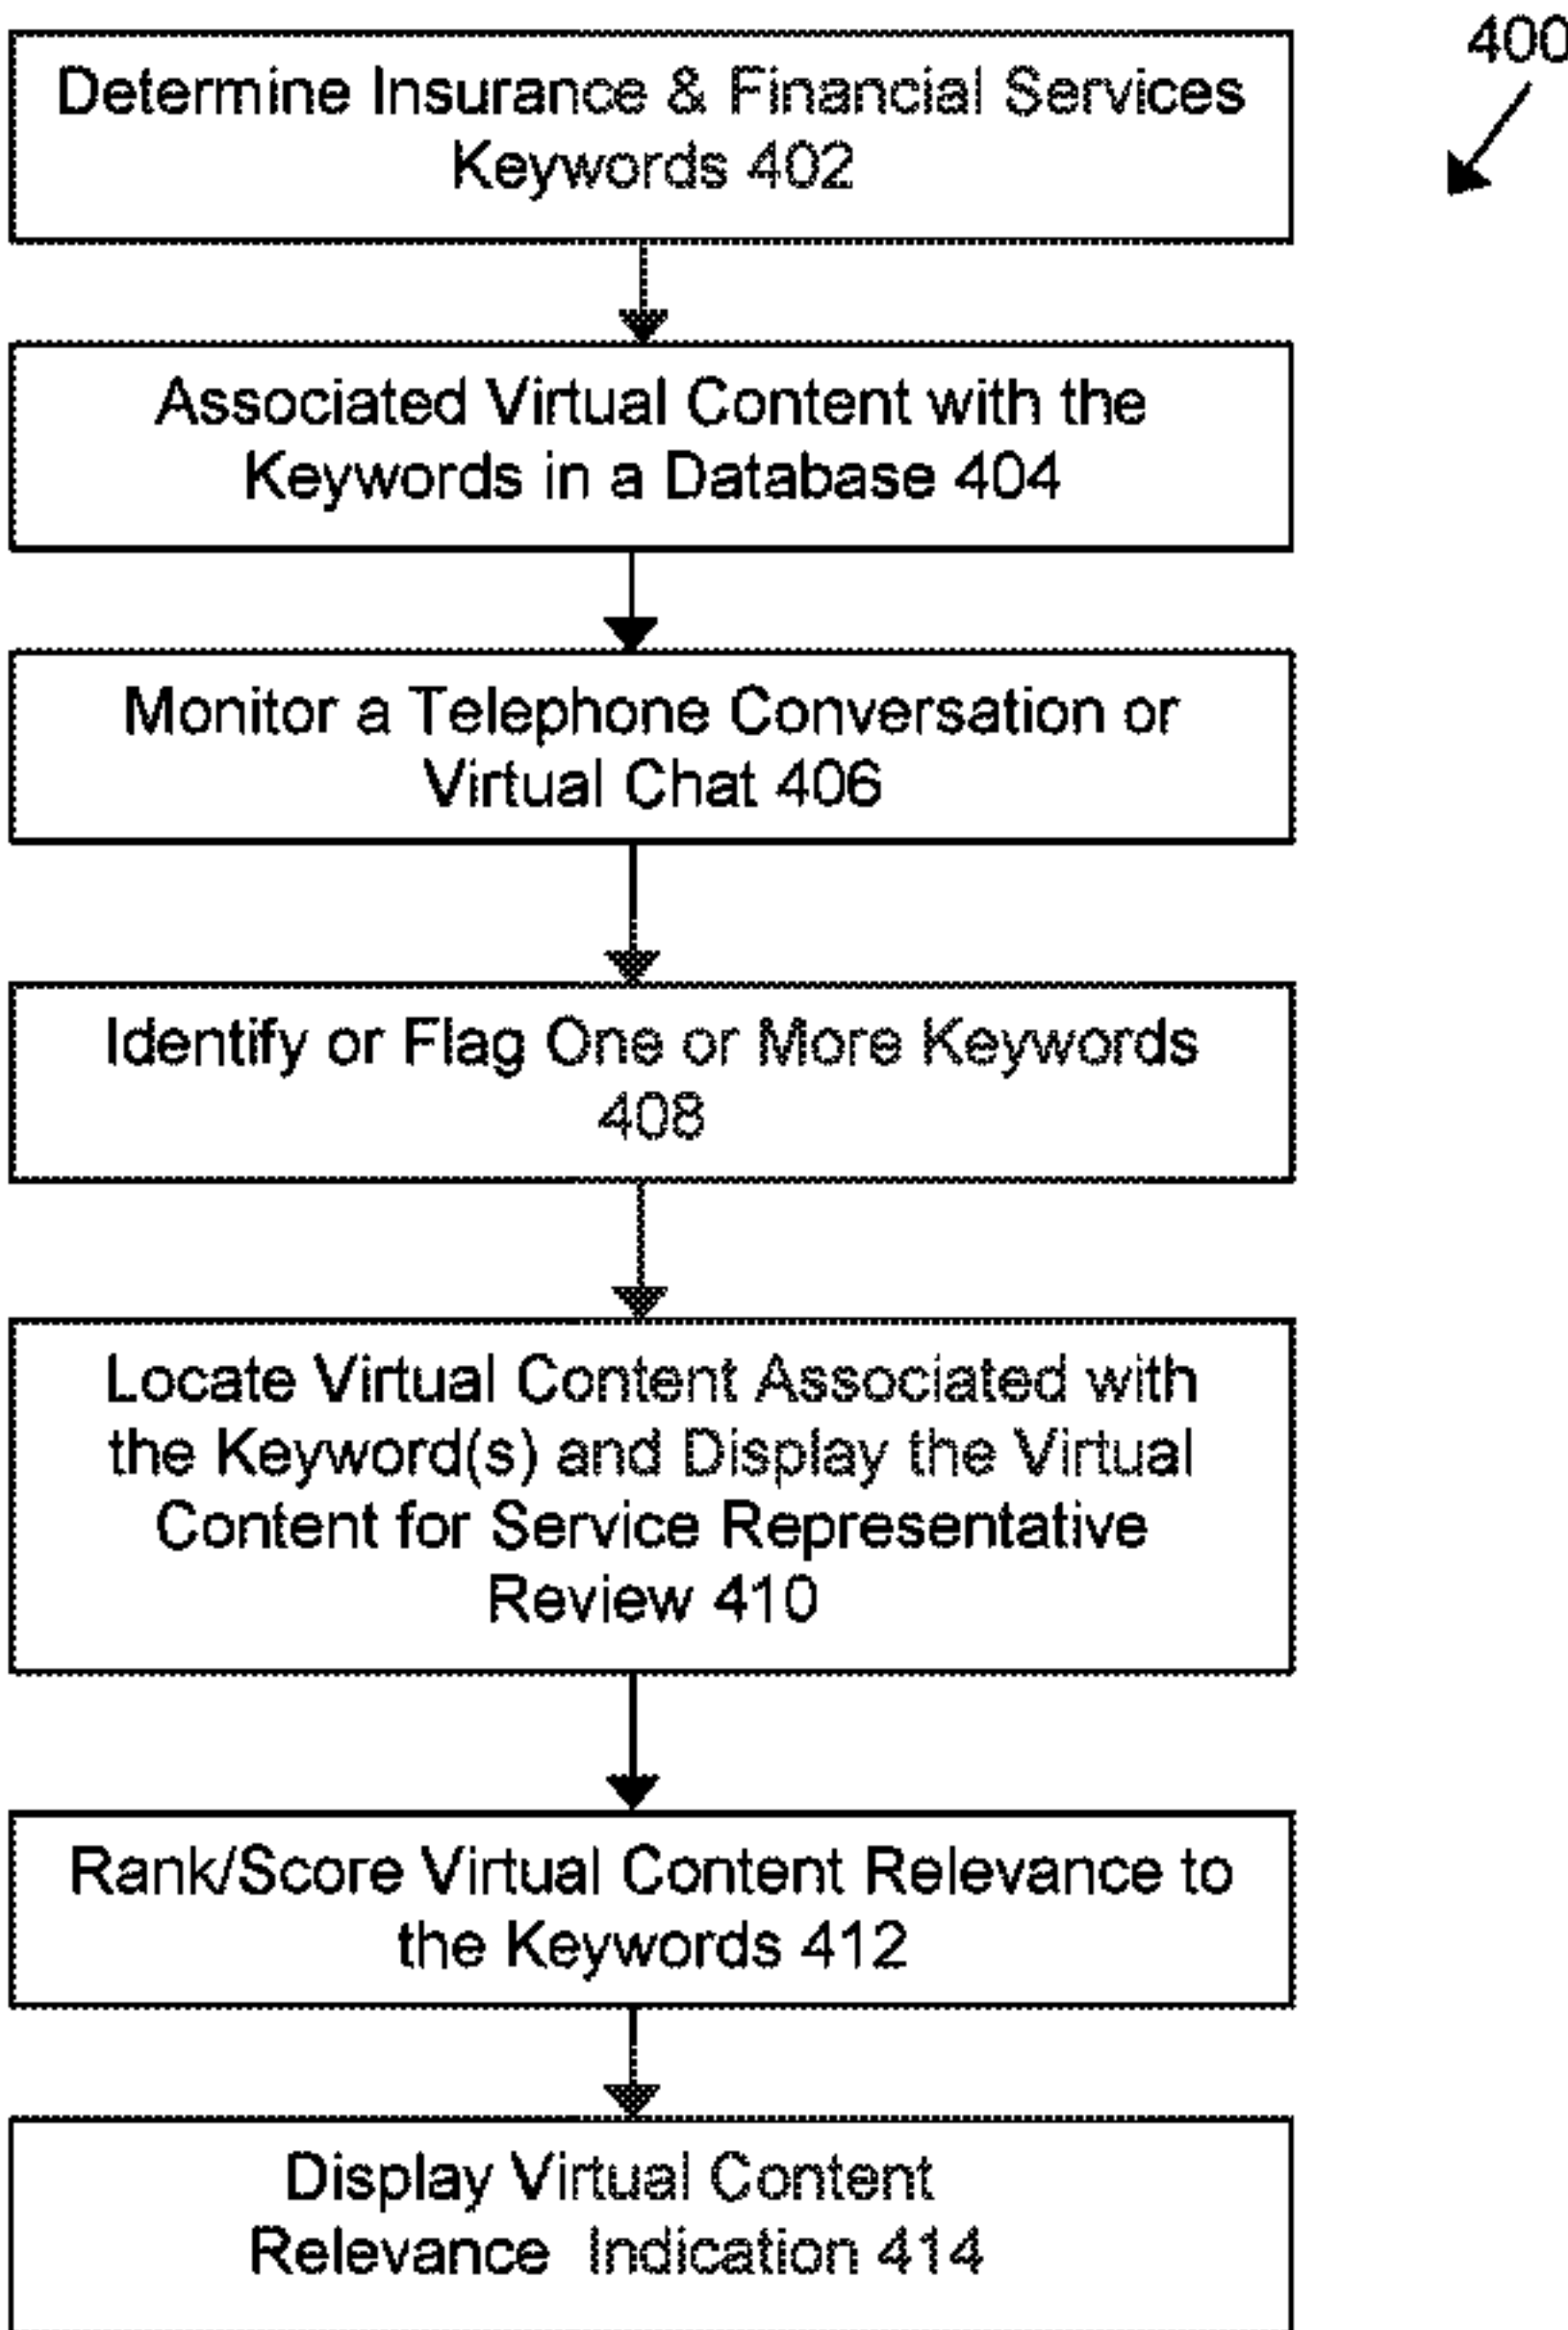 400
Determine Insurance & Financial Services
Keywords 402
Associated Virtual Content with the
Keywords in a Database 404
Monitor a Telephone Conversation or
Virtual Chat 406
Identify or Flag One or More Keywords
408
Locate Virtual Content Associated with
the Keyword(s) and Display the Virtual
Content for Service Representative
Review 410
Rank/Score Virtual Content Relevance to
the Keywords 412
Display Virtual Content
Relevance Indication 414